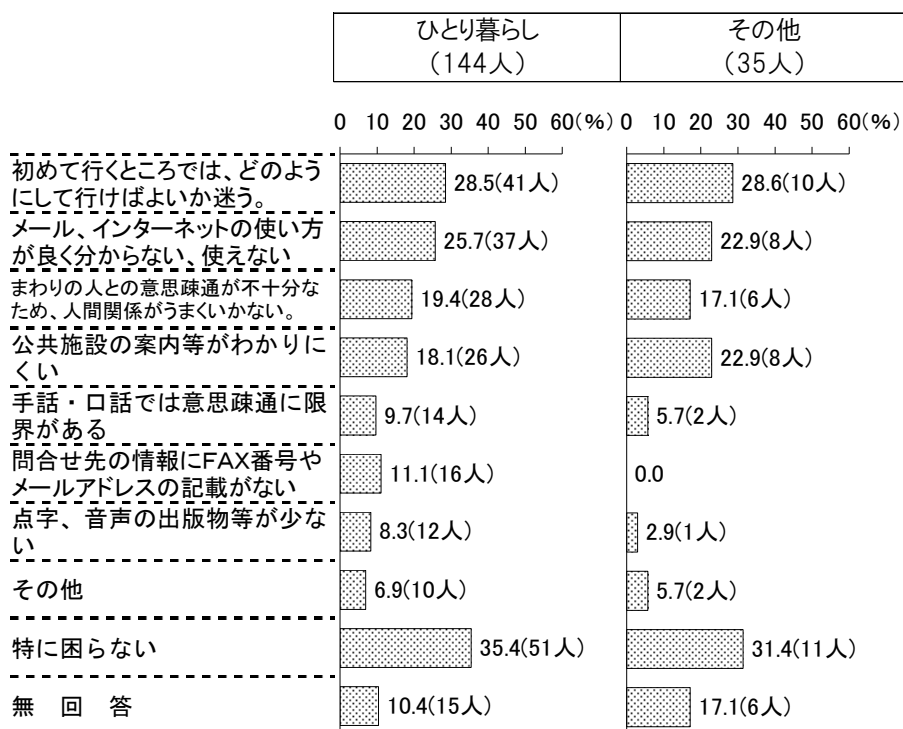 ひとり暮らし
(144人)
その他
(35人)
0 10 20 30 40 50 60(%)
0 10 20 30 40 50 60(%)
初めて行くところでは、どのよう
にして行けばよいか迷う。
28.5(41人)
28.6(10人)
メール、インターネットの使い方
が良く分からない、使えない
25.7(37人)
22.9(8人)
まわりの人との意思疎通が不十分な
ため、人間関係がうまくいかない。
19.4(28人)
17.1(6人)
公共施設の案内等がわかりに
くい
18.1(26人)
22.9(8人)
手話・口話では意思疎通に限
界がある
9.7(14人)
5.7(2人)
問合せ先の情報にFAX番号や
メールアドレスの記載がない
11.1(16人)
0.0
点字、音声の出版物等が少な
い
8.3(12人)
2.9(1人)
その他
6.9(10人)
5.7(2人)
特に困らない
35.4(51人)
31.4(11人)
無 回 答
10.4(15人)
17.1(6人)